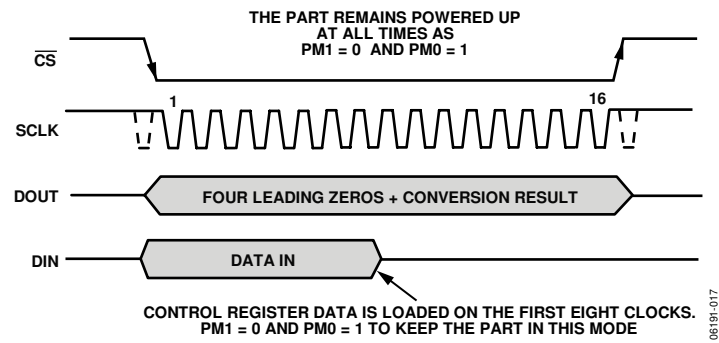 THE PART REMAINS POWERED UP
AT ALL TIMES AS
PM1 = 0 AND PM0 = 1
CS
1
16
SCLK
DOUT
FOUR LEADING ZEROS + CONVERSION RESULT
DIN
DATA IN
CONTROL REGISTER DATA IS LOADED ON THE FIRST EIGHT CLOCKS.
PM1 = 0 AND PM0 = 1 TO KEEP THE PART IN THIS MODE
06191-017